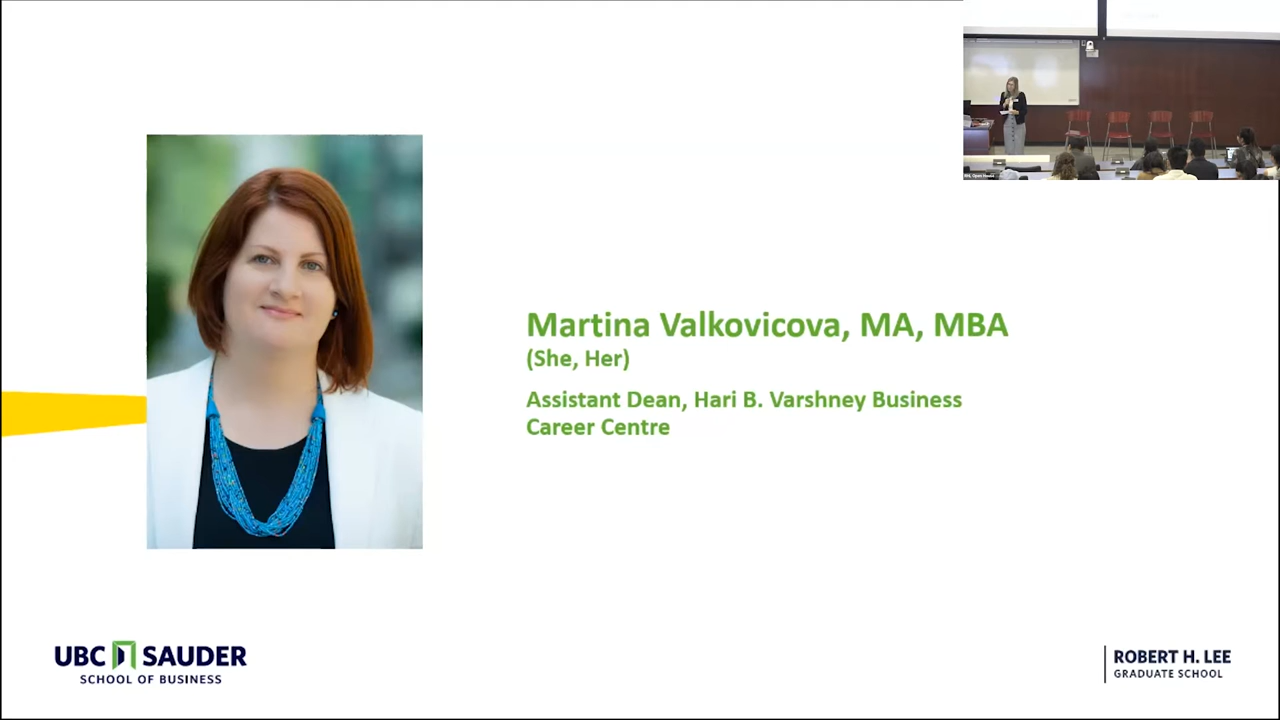 Martina Valkovicova, MA, MBA
(She, Her)
Assistant Dean, Hari B. Varshney Business
Career Centre
UBC SAUDER
SCHOOL OF BUSINESS
ROBERT H. LEE
GRADUATE SCHOOL